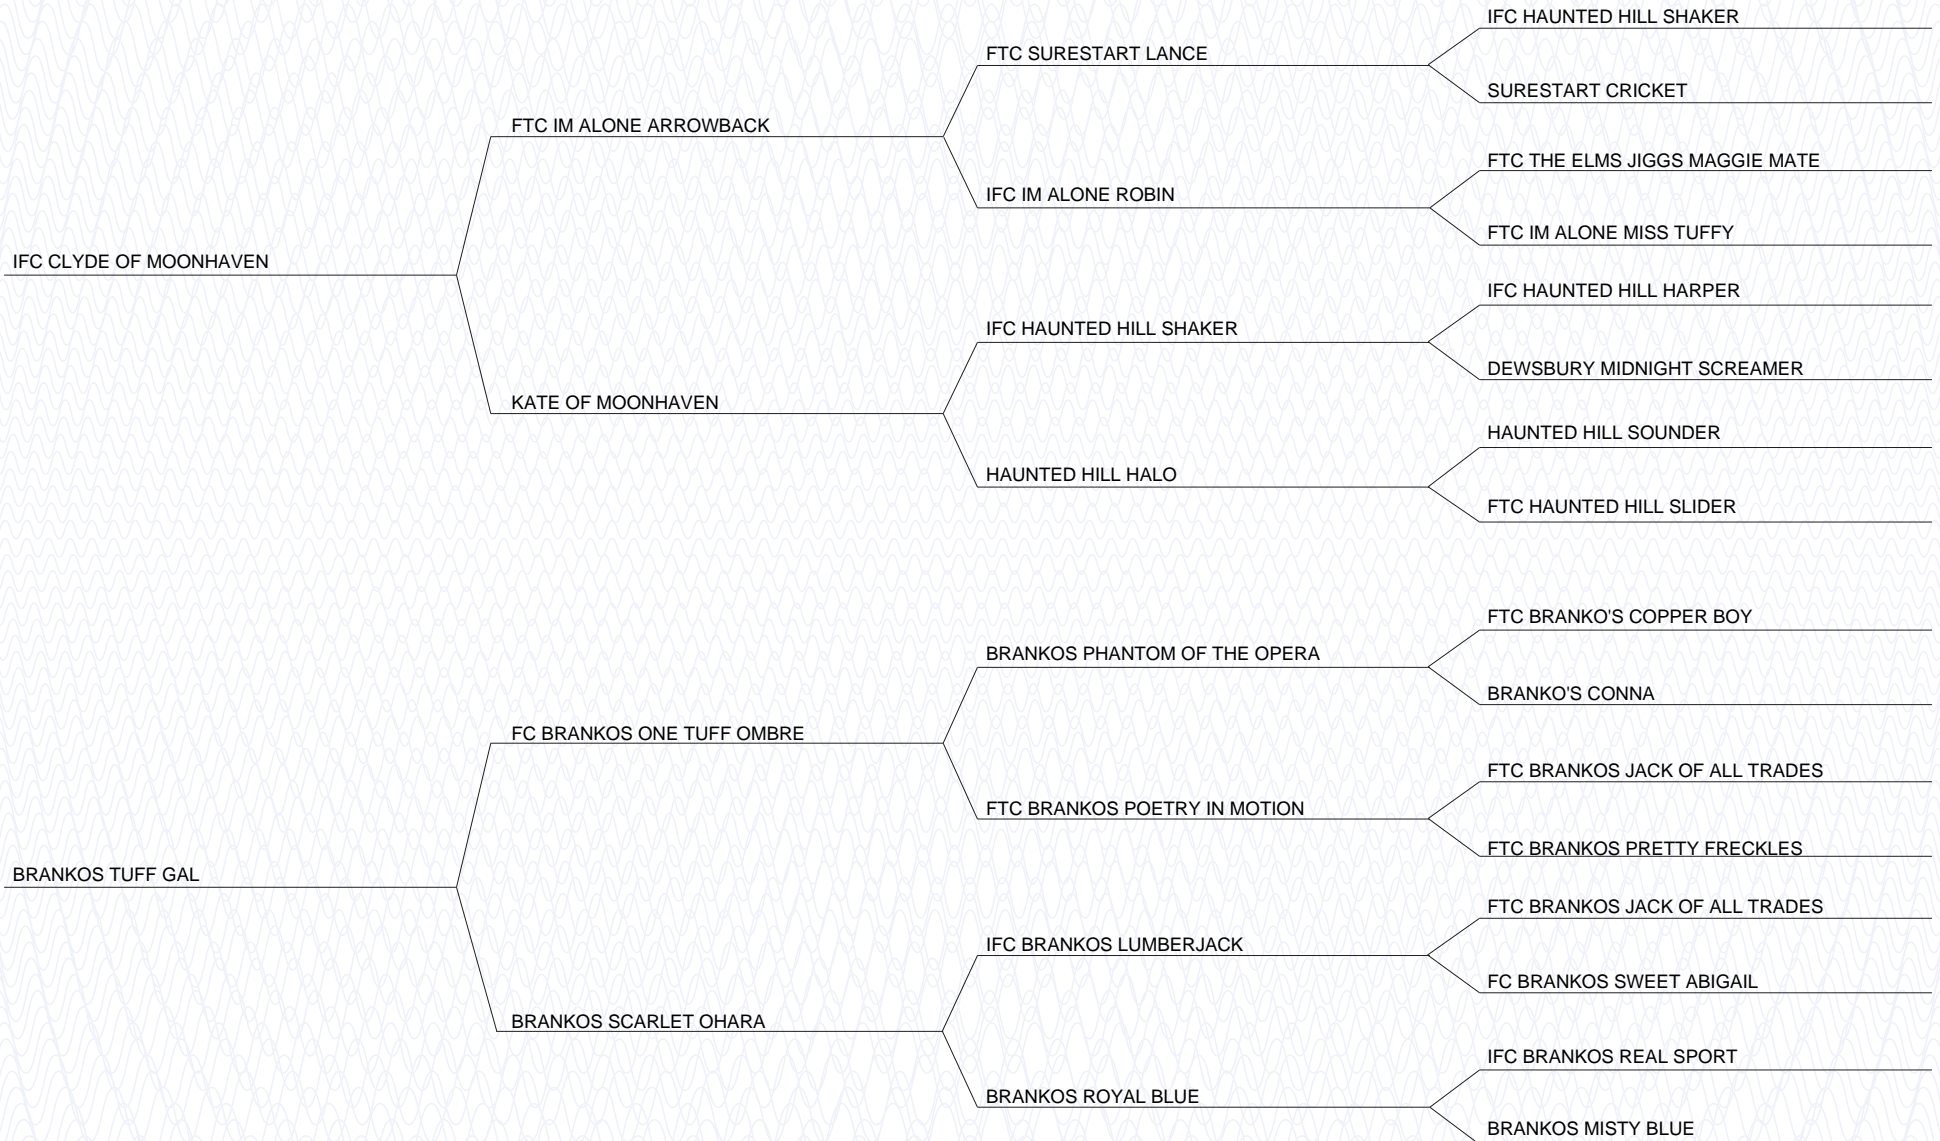 IFC HAUNTED HILL SHAKER
FTC SURESTART LANCE
SURESTART CRICKET
FTC IM ALONE ARROWBACK
FTC THE ELMS JIGGS MAGGIE MATE
IFC IM ALONE ROBIN
FTC IM ALONE MISS TUFFY
IFC CLYDE OF MOONHAVEN
IFC HAUNTED HILL HARPER
IFC HAUNTED HILL SHAKER
DEWSBURY MIDNIGHT SCREAMER
KATE OF MOONHAVEN
HAUNTED HILL SOUNDER
HAUNTED HILL HALO
FTC HAUNTED HILL SLIDER
FTC BRANKO'S COPPER BOY
BRANKOS PHANTOM OF THE OPERA
BRANKO'S CONNA
FC BRANKOS ONE TUFF OMBRE
FTC BRANKOS JACK OF ALL TRADES
FTC BRANKOS POETRY IN MOTION
FTC BRANKOS PRETTY FRECKLES
BRANKOS TUFF GAL
FTC BRANKOS JACK OF ALL TRADES
IFC BRANKOS LUMBERJACK
FC BRANKOS SWEET ABIGAIL
BRANKOS SCARLET OHARA
IFC BRANKOS REAL SPORT
BRANKOS ROYAL BLUE
BRANKOS MISTY BLUE